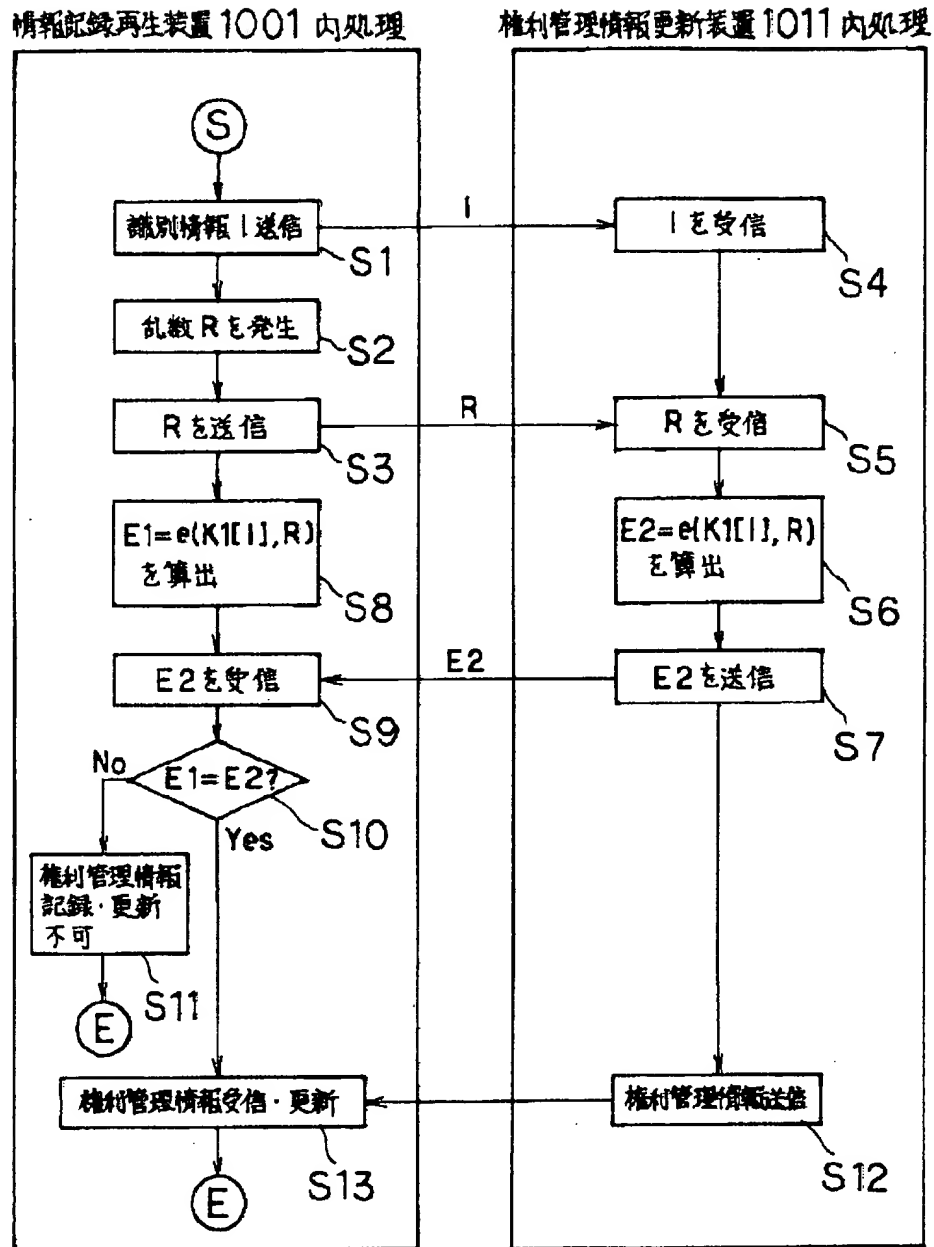 情報記録再生装置1001内処理
権利管理情報更新装置1011内処理
S
識別情報I送信
S1
I
Iを受信
S4
乱数Rを発生
S2
Rを送信
S3
R
Rを受信
S5
E1=e(K1[I],R)
を算出
S8
E2=e(K1[I],R)
を算出
S6
E2を受信
S9
E2
E2を送信
S7
E1=E2?
S10
No
Yes
権利管理情報
記録・更新
不可
S11
E
権利管理情報受信・更新
S13
権利管理情報送信
S12
E